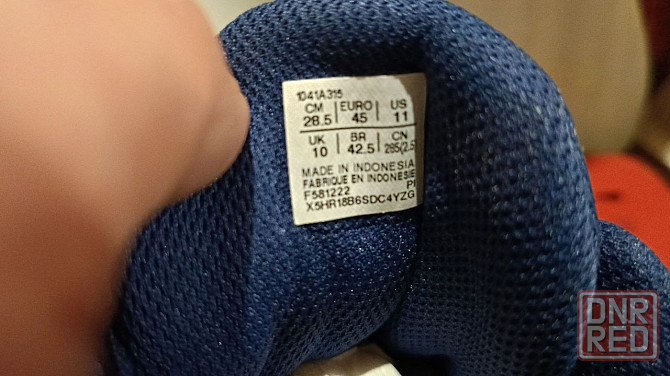 1041A315
CM EURO US
28.5 45 11
UK BR CN
10 42.5 285(2.5)
MADE IN INDONESIA
FABRIQUE EN INDONESIE
F581222 PI
X5HR18B6SDC4YZG
DNR
RED